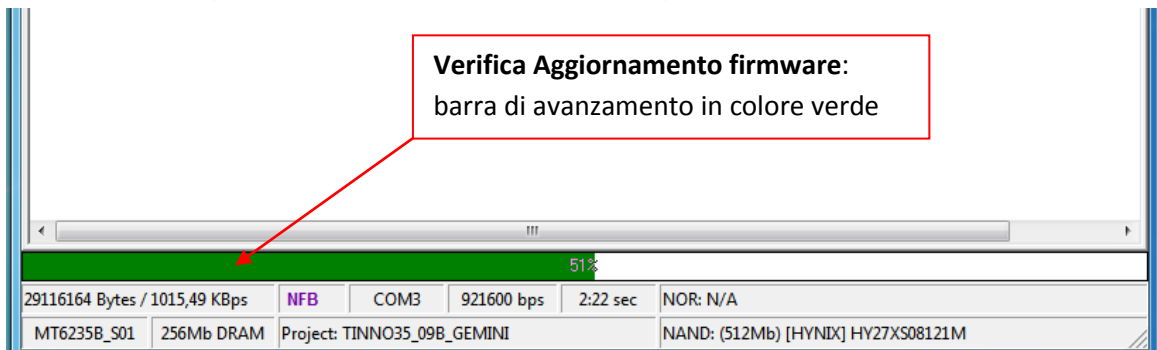 Verifica Aggiornamento firmware:
barra di avanzamento in colore verde
51%
29116164 Bytes / 1015,49 KBps NFB COM3 921600 bps 2:22 sec NOR: N/A
MT6235B_S01 256Mb DRAM Project: TINNO35_09B_GEMINI NAND: (512Mb) [HYNIX] HY27XS08121M